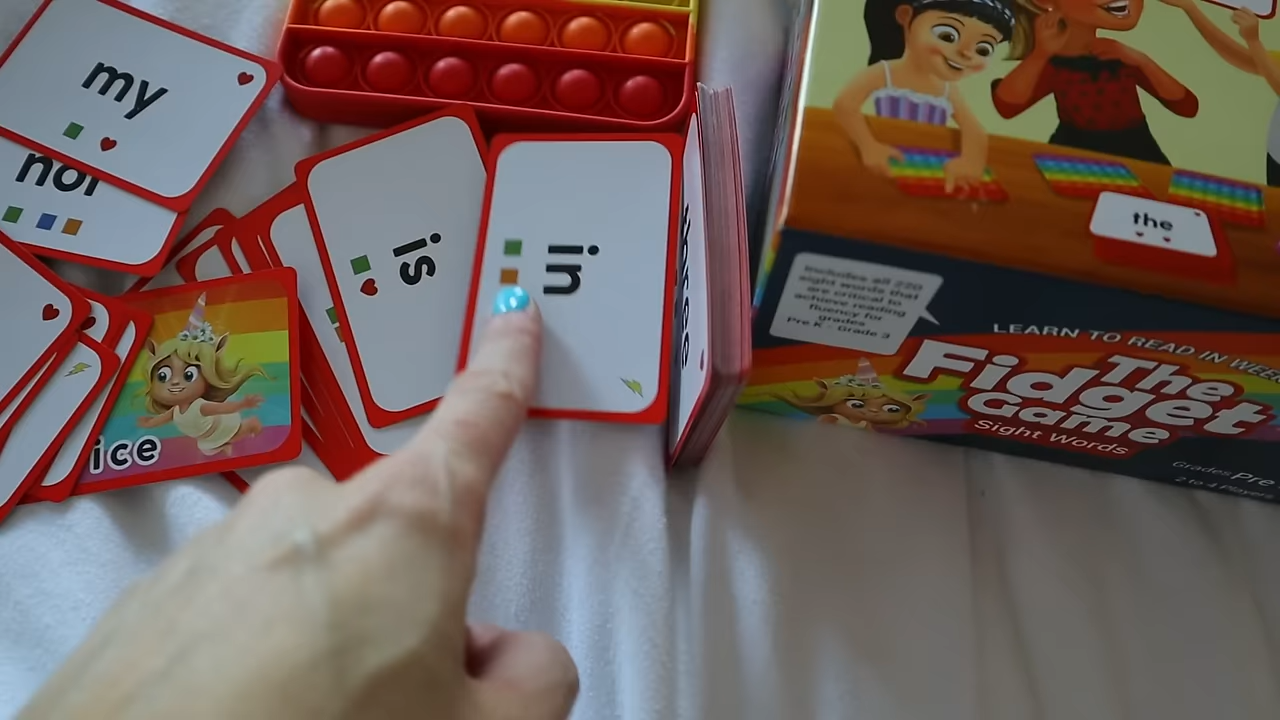 my
not
is
in
ice
the
Includes all 220
sight words that
are critical to
achieve reading
fluency for
grades
Pre K - Grade 3
LEARN TO READ IN
The
Fidget
Game
Sight Words
Grades Pre
2 to 4 Players